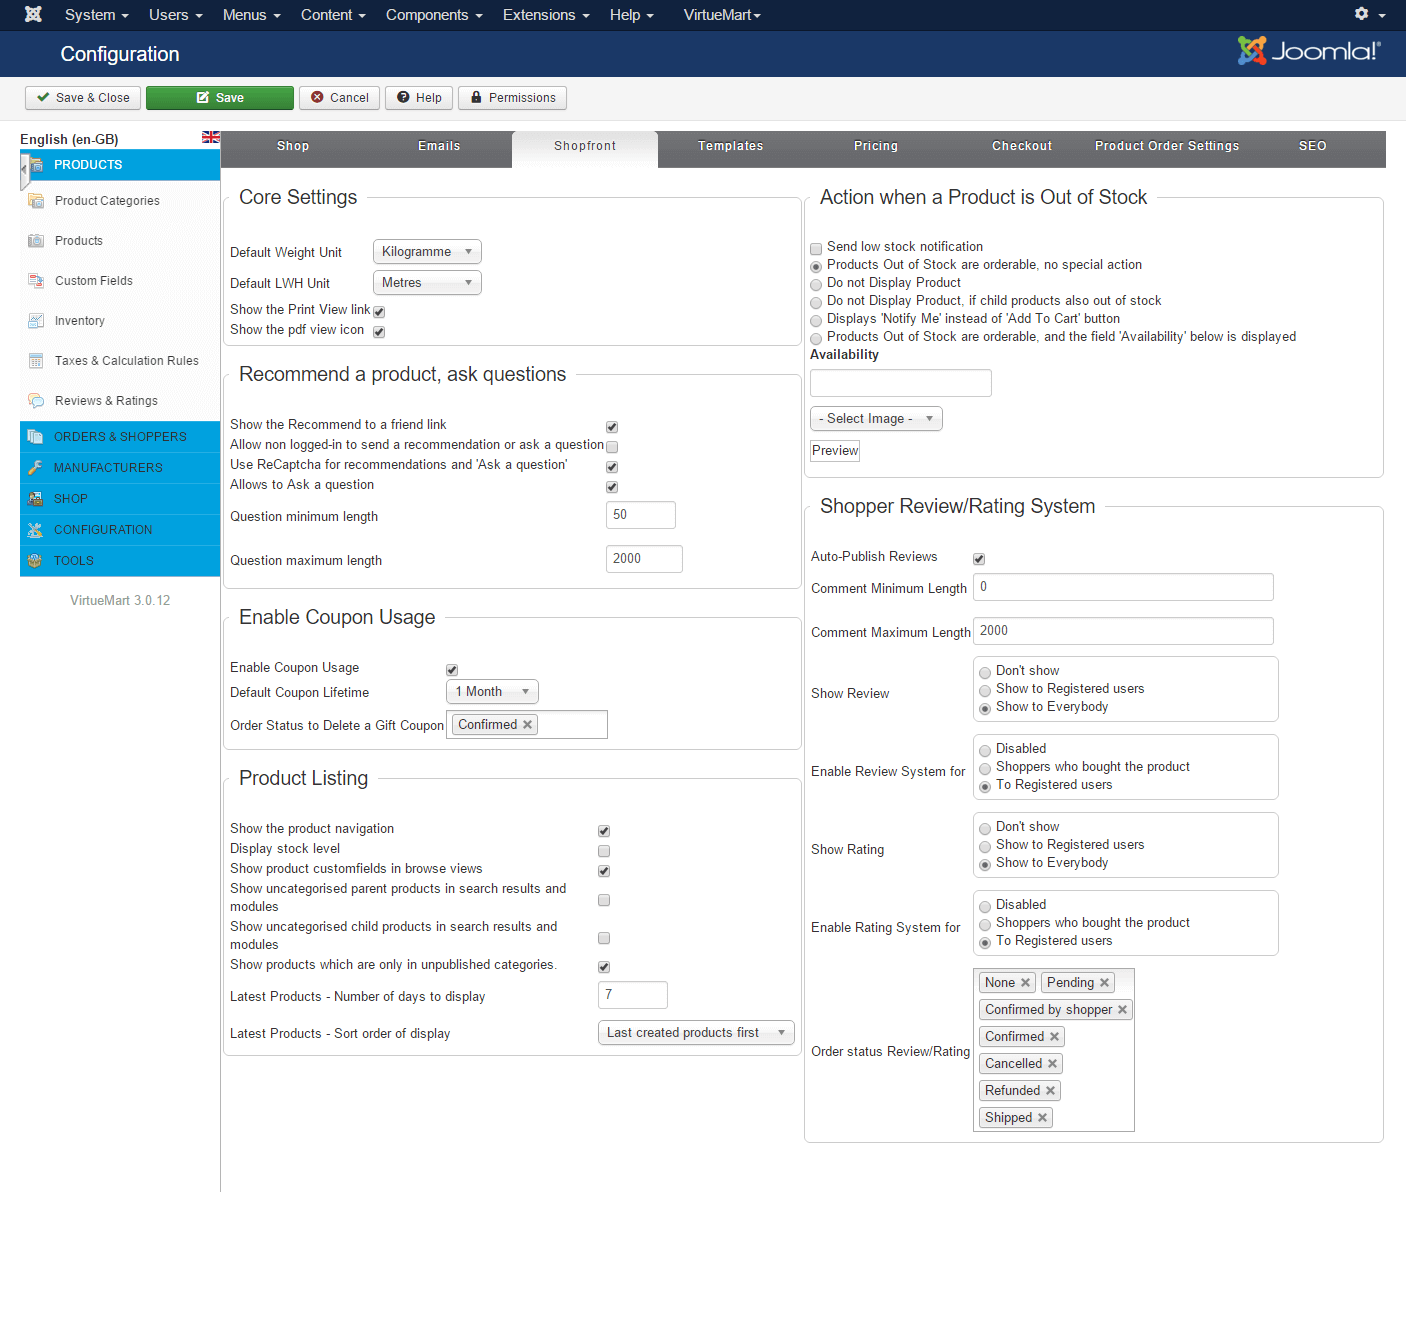 System Users Menus Content Components Extensions Help VirtueMart
Configuration
Joomla!®
Save & Close Save Cancel Help Permissions
English (en-GB)
PRODUCTS
Product Categories
Products
Custom Fields
Inventory
Taxes & Calculation Rules
Reviews & Ratings
ORDERS & SHOPPERS
MANUFACTURERS
SHOP
CONFIGURATION
TOOLS
VirtueMart 3.0.12
Shop Emails Shopfront Templates Pricing Checkout Product Order Settings SEO
Core Settings
Default Weight Unit Kilogramme
Default LWH Unit Metres
Show the Print View link
Show the pdf view icon
Recommend a product, ask questions
Show the Recommend to a friend link
Allow non logged-in to send a recommendation or ask a question
Use ReCaptcha for recommendations and 'Ask a question'
Allows to Ask a question
Question minimum length 50
Question maximum length 2000
Enable Coupon Usage
Enable Coupon Usage
Default Coupon Lifetime 1 Month
Order Status to Delete a Gift Coupon Confirmed
Product Listing
Show the product navigation
Display stock level
Show product customfields in browse views
Show uncategorised parent products in search results and
modules
Show uncategorised child products in search results and
modules
Show products which are only in unpublished categories.
Latest Products - Number of days to display 7
Latest Products - Sort order of display Last created products first
Action when a Product is Out of Stock
Send low stock notification
Products Out of Stock are orderable, no special action
Do not Display Product
Do not Display Product, if child products also out of stock
Displays 'Notify Me' instead of 'Add To Cart' button
Products Out of Stock are orderable, and the field 'Availability' below is displayed
Availability
- Select Image -
Preview
Shopper Review/Rating System
Auto-Publish Reviews
Comment Minimum Length 0
Comment Maximum Length 2000
Show Review
Don't show
Show to Registered users
Show to Everybody
Enable Review System for
Disabled
Shoppers who bought the product
To Registered users
Show Rating
Don't show
Show to Registered users
Show to Everybody
Enable Rating System for
Disabled
Shoppers who bought the product
To Registered users
Order status Review/Rating
None Pending
Confirmed by shopper
Confirmed
Cancelled
Refunded
Shipped